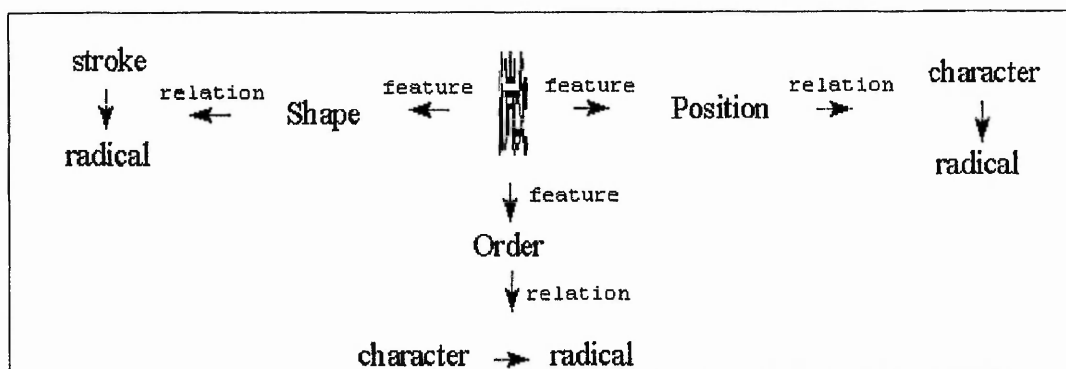 stroke
relation
Shape
feature
feature
Position
relation
character
radical
radical
feature
Order
relation
character
radical